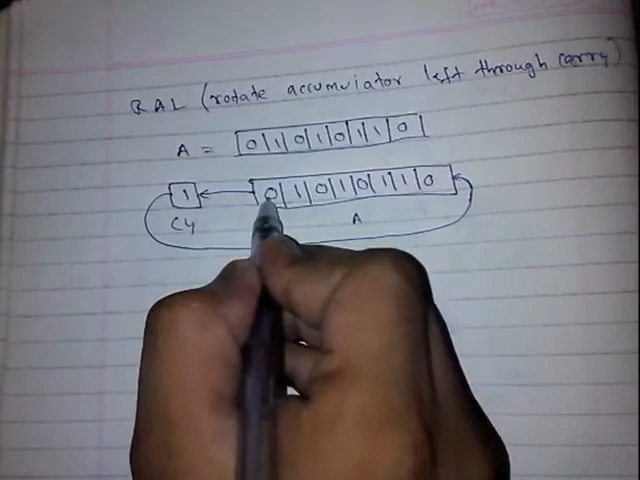 RAL (rotate accumulator left through carry)
A = 0 1 0 1 0 1 1 0
1 0 1 0 1 0 1 1 0
Cy A